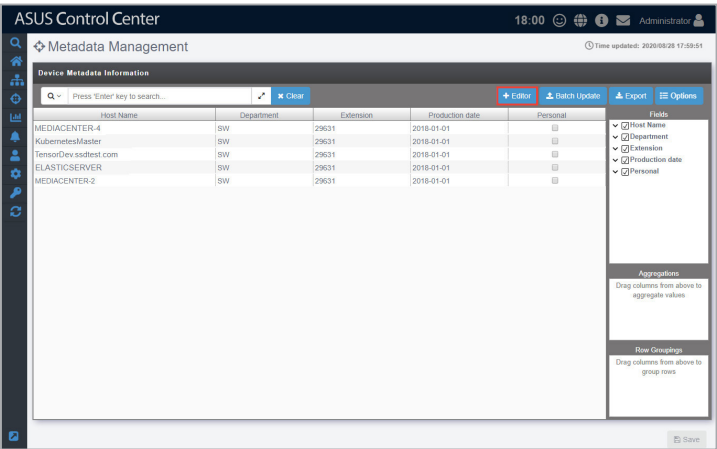 ASUS Control Center
18:00
Administrator
Metadata Management
Time updated: 2020/08/28 17:59:51
Device Metadata Information
Press 'Enter' key to search...
Clear
+ Editor
Batch Update
Export
Options
Host Name Department Extension Production date Personal
MEDIACENTER-4 SW 29631 2018-01-01
KubernetesMaster SW 29631 2018-01-01
TensorDev.ssdtest.com SW 29631 2018-01-01
ELASTICSERVER SW 29631 2018-01-01
MEDIACENTER-2 SW 29631 2018-01-01
Fields
Host Name
Department
Extension
Production date
Personal
Aggregations
Drag columns from above to
aggregate values
Row Groupings
Drag columns from above to
group rows
Save